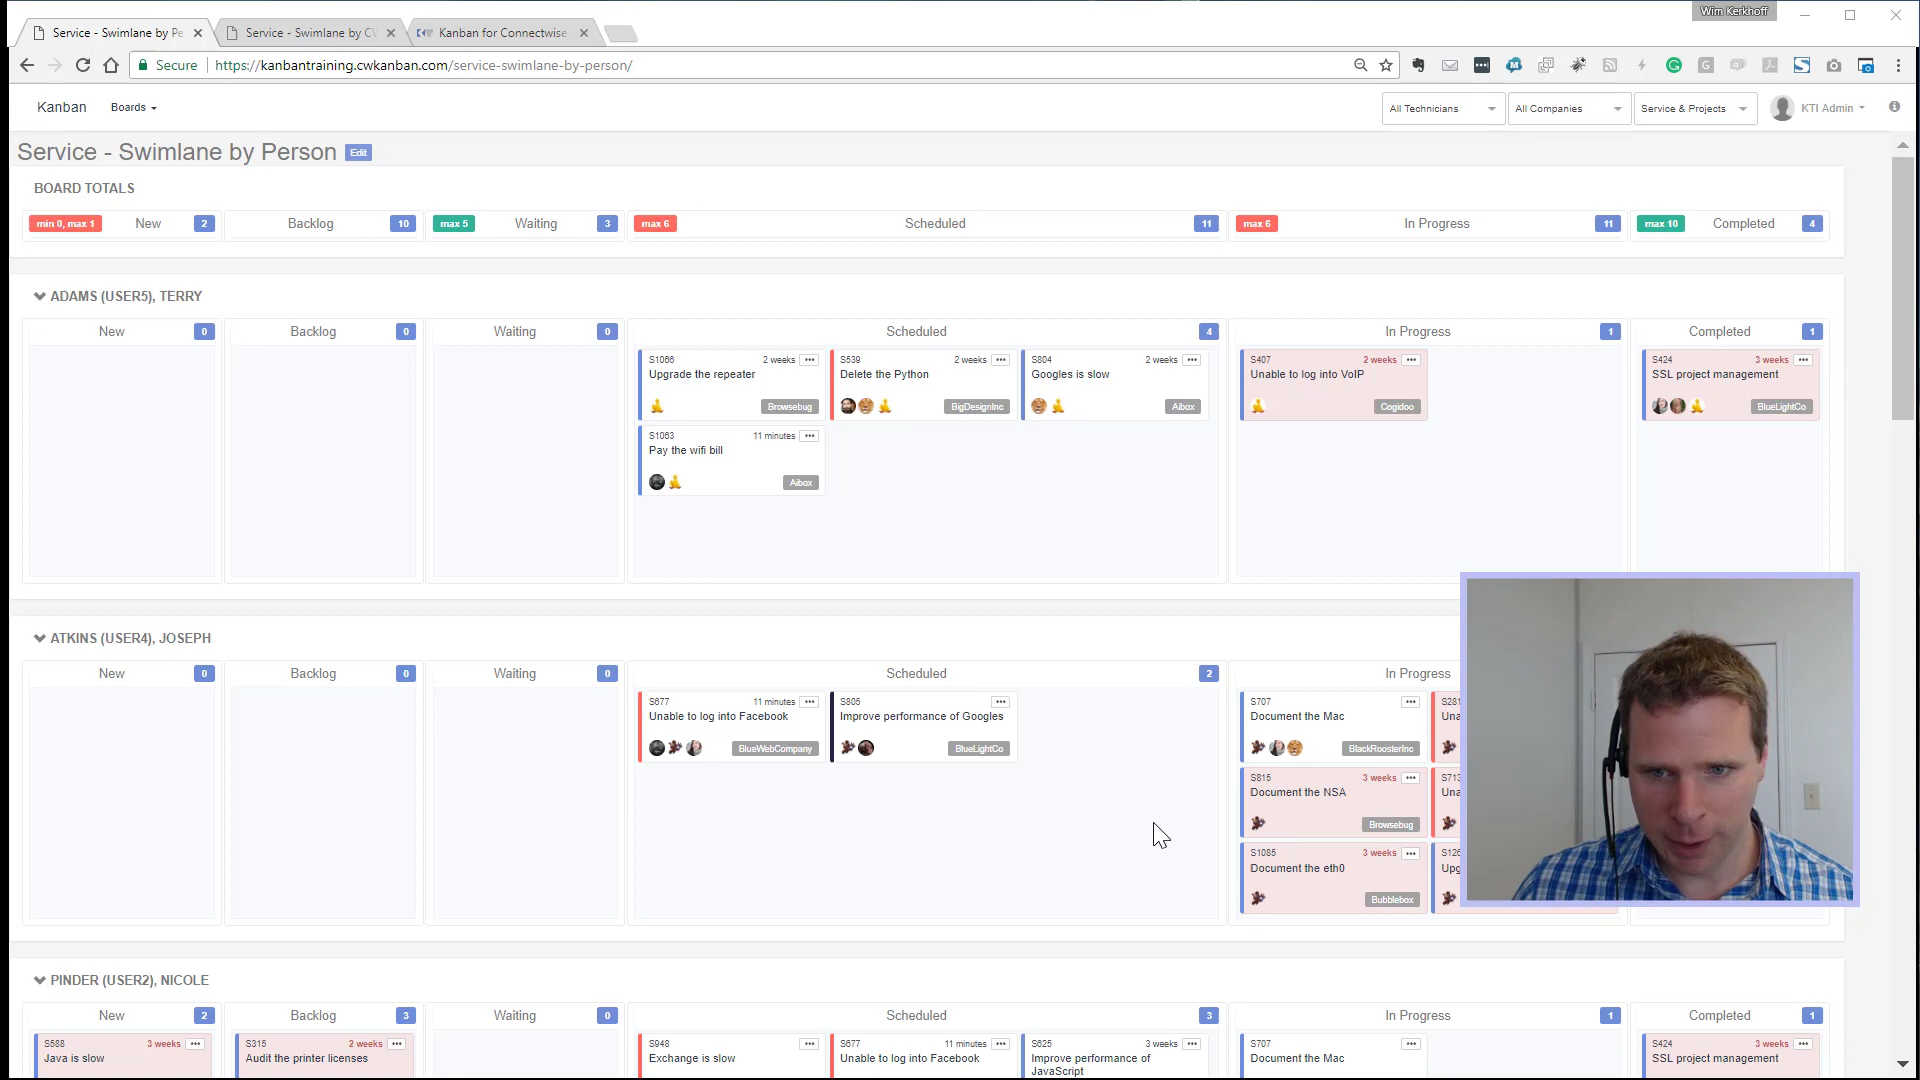 Wim Kerkhoff
Service - Swimlane by Pe
Service - Swimlane by CV
Kanban for Connectwise
Secure
https://kanbantraining.cwkanban.com/service-swimlane-by-person/
Kanban
Boards
All Technicians
All Companies
Service & Projects
KTI Admin
Service - Swimlane by Person
Edit
BOARD TOTALS
min 0, max 1 New 2
Backlog 10
max 5 Waiting 3
max 6 Scheduled 11
max 6 In Progress 11
max 10 Completed 4
ADAMS (USER5), TERRY
New 0
Backlog 0
Waiting 0
Scheduled 4
In Progress 1
Completed 1
S1066 2 weeks •••
Upgrade the repeater
Browsebug
S539 2 weeks •••
Delete the Python
BigDesignInc
S804 2 weeks •••
Googles is slow
Aibox
S407 2 weeks •••
Unable to log into VoIP
Cogidoo
S424 3 weeks •••
SSL project management
BlueLightCo
S1063 11 minutes •••
Pay the wifi bill
Aibox
ATKINS (USER4), JOSEPH
New 0
Backlog 0
Waiting 0
Scheduled 2
In Progress
S677 11 minutes •••
Unable to log into Facebook
BlueWebCompany
S805 •••
Improve performance of Googles
BlueLightCo
S707 •••
Document the Mac
BlackRoosterInc
S281
Una
S815 3 weeks •••
Document the NSA
Browsebug
S713
Una
S1085 3 weeks •••
Document the eth0
Bubblebox
S126
Upg
PINDER (USER2), NICOLE
New 2
Backlog 3
Waiting 0
Scheduled 3
In Progress 1
Completed 1
S588 3 weeks •••
Java is slow
S315 2 weeks •••
Audit the printer licenses
S948 •••
Exchange is slow
S677 11 minutes •••
Unable to log into Facebook
S625 3 weeks •••
Improve performance of
JavaScript
S707 •••
Document the Mac
S424 3 weeks •••
SSL project management